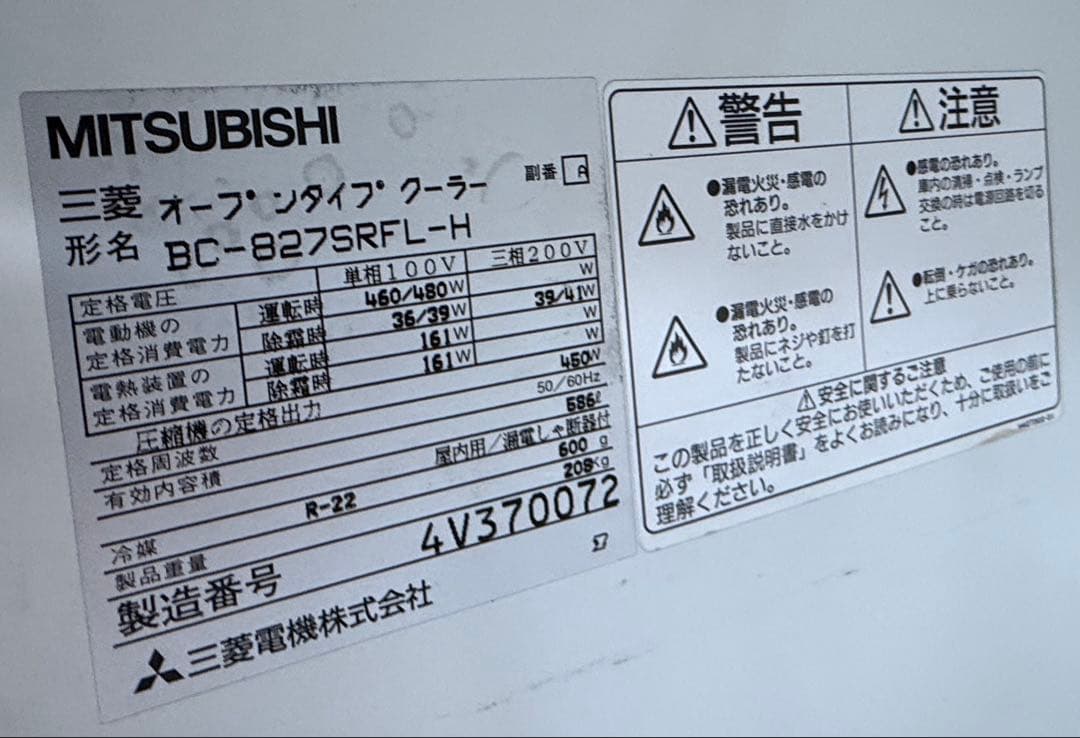 MITSUBISHI
三菱 オープンタイプ クーラー 副番 A
形名 BC-827SRFL-H
定格電圧 単相100V 三相200V
電動機の定格消費電力 運転時 460/480W W
除霜時 36/39W 39/41W
電熱装置の定格消費電力 運転時 161W W
除霜時 161W W
圧縮機の定格出力 450W
定格周波数 50/60Hz
有効内容積 586ℓ
屋内用/漏電しゃ断器付
冷媒 R-22 600g
製品重量 208kg
製造番号 4V370072
三菱電機株式会社
警告
●漏電火災・感電の
恐れあり。
製品に直接水をかけ
ないこと。
●漏電火災・感電の
恐れあり。
製品にネジや釘を打
たないこと。
注意
●感電の恐れあり。
庫内の清掃・点検・ランプ
交換の時は電源回路を切る
こと。
●転倒・ケガの恐れあり。
上に乗らないこと。
安全に関するご注意
この製品を正しく安全にお使いいただくため、ご使用の前に
必ず「取扱説明書」をよくお読みになり、十分に取扱いをご
理解ください。